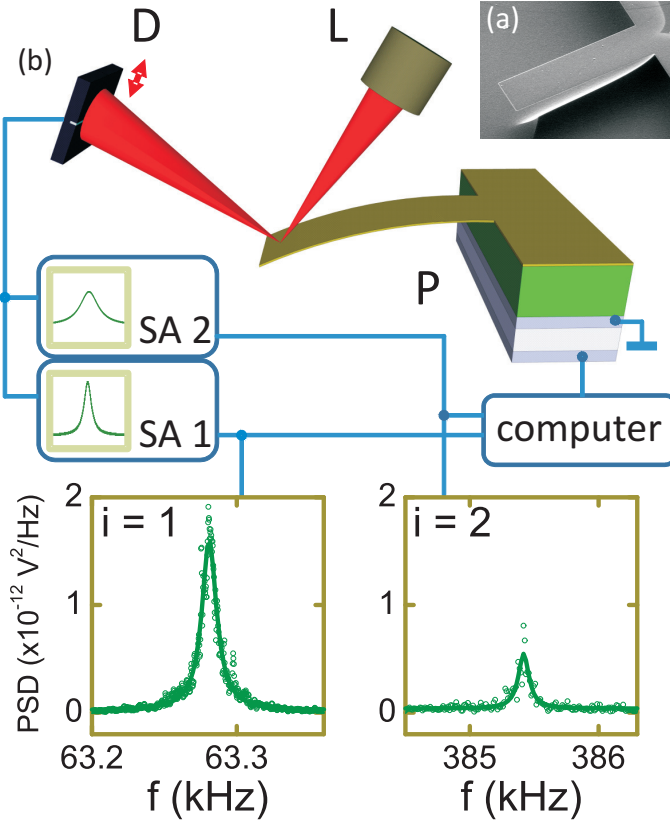 D
L
(a)
(b)
P
SA 2
SA 1
computer
PSD (x10⁻¹² V²/Hz)
2
1
0
i = 1
63.2
63.3
f (kHz)
2
1
0
i = 2
385
386
f (kHz)